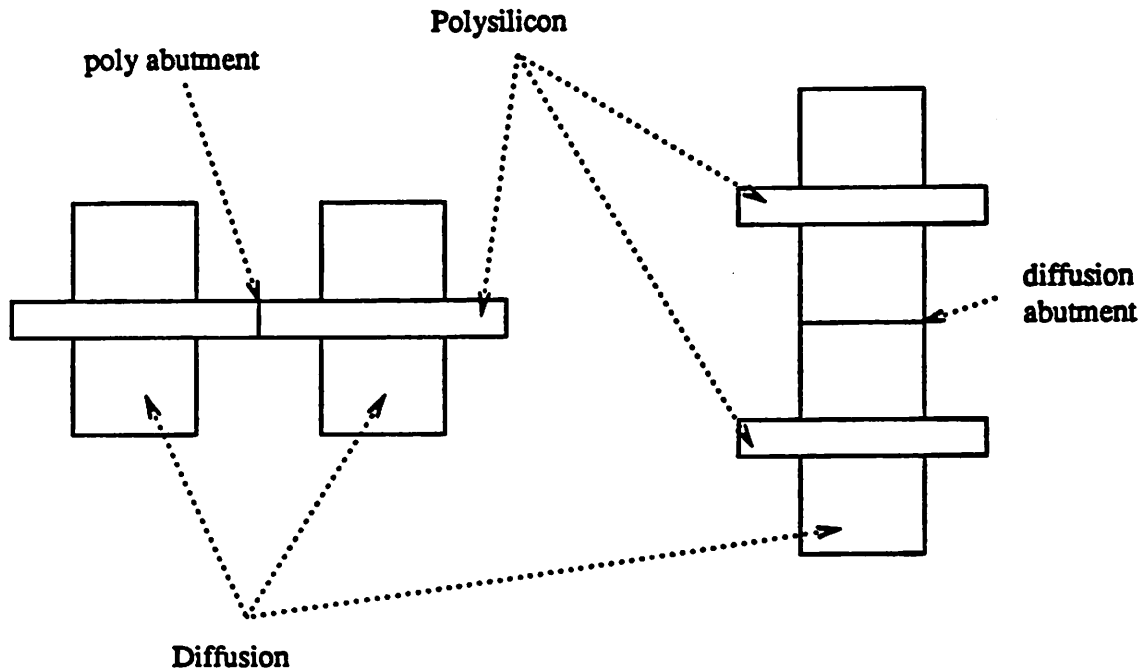 Polysilicon
poly abutment
diffusion
abutment
Diffusion